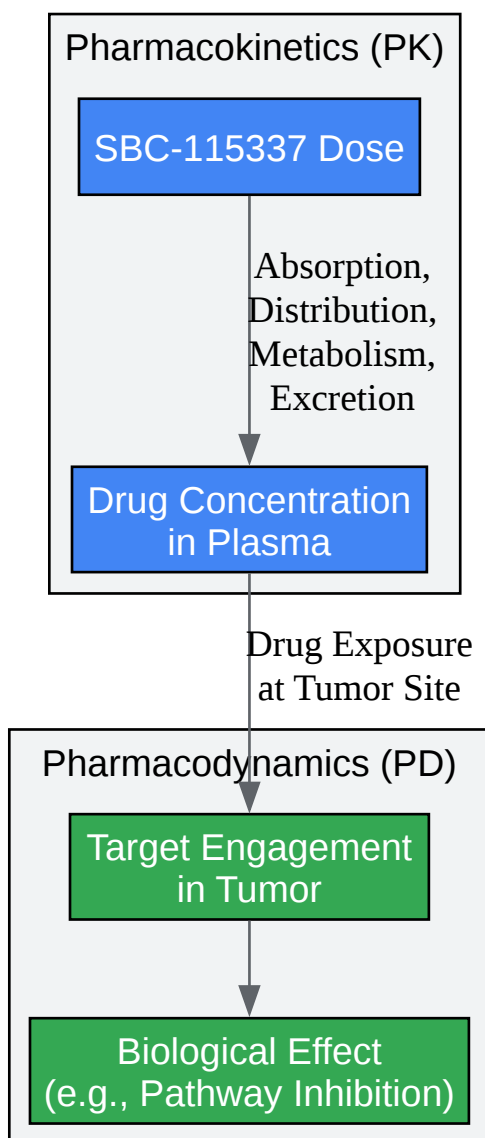 Pharmacokinetics (PK)
SBC-115337 Dose
Absorption,
Distribution,
Metabolism,
Excretion
Drug Concentration
in Plasma
Drug Exposure
at Tumor Site
Pharmacodynamics (PD)
Target Engagement
in Tumor
Biological Effect
(e.g., Pathway Inhibition)